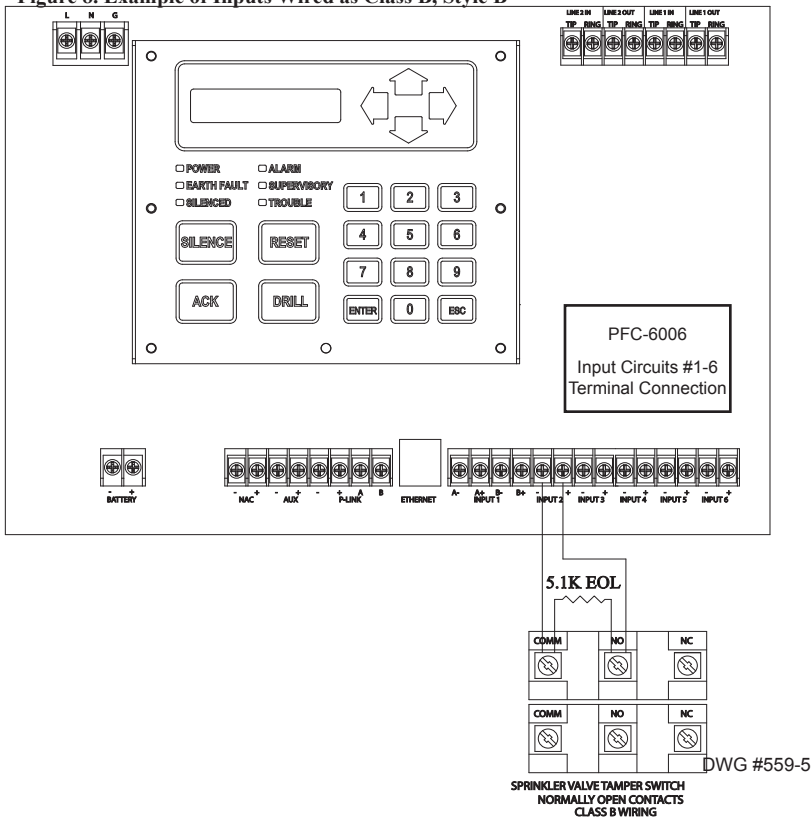 Figure 8. Example of Inputs Wired as Class B, Style B
L N G
LINE 2 IN LINE 2 OUT LINE 1 IN LINE 1 OUT
TIP RING TIP RING TIP RING TIP RING
POWER ALARM
EARTH FAULT SUPERVISORY
SILENCED TROUBLE
SILENCE RESET
ACK DRILL
1 2 3
4 5 6
7 8 9
ENTER 0 ESC
PFC-6006
Input Circuits #1-6
Terminal Connection
- +
BATTERY
- + - + - + A B
NAC AUX P-LINK
ETHERNET
A- A+ B- B+ - + - + - + - + - +
INPUT 1 INPUT 2 INPUT 3 INPUT 4 INPUT 5 INPUT 6
5.1K EOL
COMM NO NC
COMM NO NC
DWG #559-5
SPRINKLER VALVE TAMPER SWITCH
NORMALLY OPEN CONTACTS
CLASS B WIRING